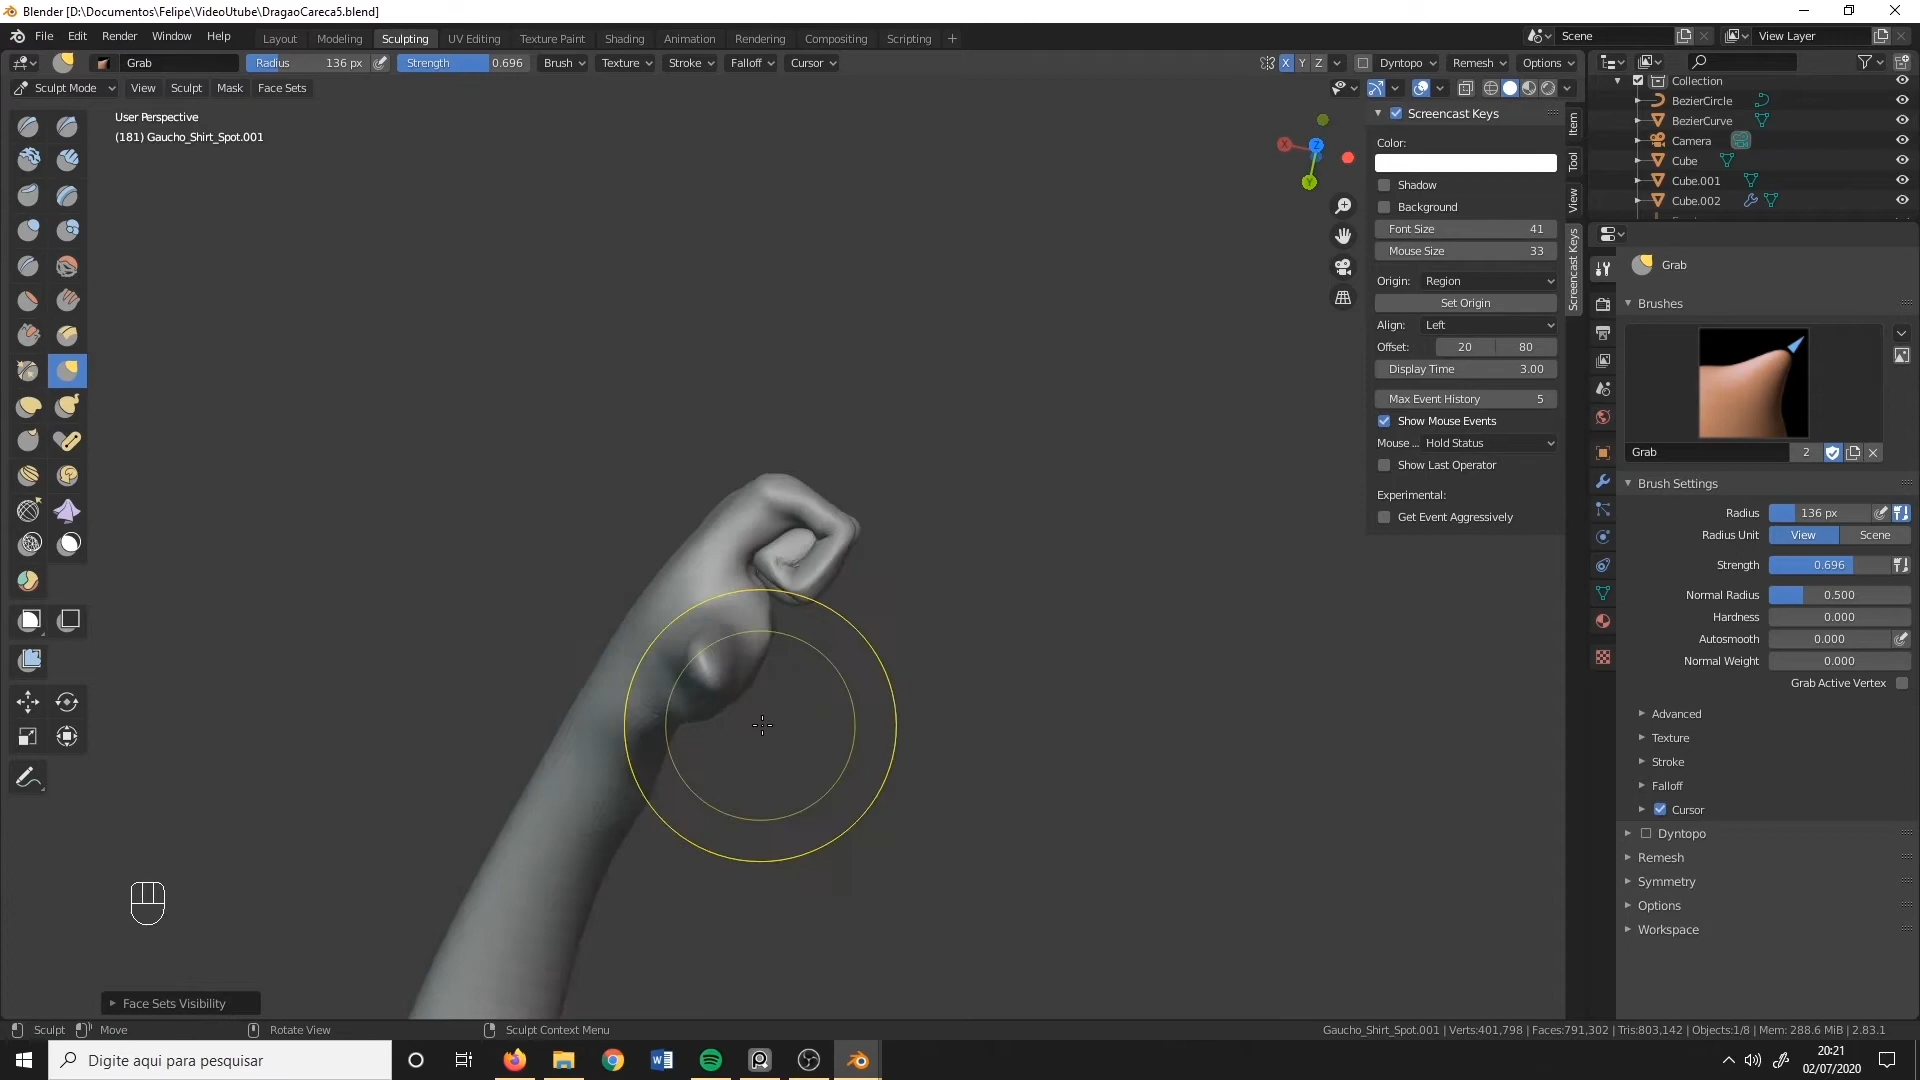 Blender [D:\Documentos\Felipe\VideoUtube\DragaoCareca5.blend]
File Edit Render Window Help Layout Modeling Sculpting UV Editing Texture Paint Shading Animation Rendering Compositing Scripting + Scene View Layer
Grab Radius 136 px Strength 0.696 Brush Texture Stroke Falloff Cursor X Y Z Dyntopo Remesh Options
Sculpt Mode View Sculpt Mask Face Sets
User Perspective
(181) Gaucho_Shirt_Spot.001
X
Z
Y
Screencast Keys
Color:
Shadow
Background
Font Size 41
Mouse Size 33
Origin: Region
Set Origin
Align: Left
Offset: 20 80
Display Time 3.00
Max Event History 5
Show Mouse Events
Mouse ... Hold Status
Show Last Operator
Experimental:
Get Event Aggressively
Item
Tool
View
Screencast Keys
Collection
BezierCircle
BezierCurve
Camera
Cube
Cube.001
Cube.002
Grab
Brushes
Grab 2
Brush Settings
Radius 136 px
Radius Unit View Scene
Strength 0.696
Normal Radius 0.500
Hardness 0.000
Autosmooth 0.000
Normal Weight 0.000
Grab Active Vertex
Advanced
Texture
Stroke
Falloff
Cursor
Dyntopo
Remesh
Symmetry
Options
Workspace
Face Sets Visibility
Sculpt Move Rotate View Sculpt Context Menu Gaucho_Shirt_Spot.001 | Verts:401,798 | Faces:791,302 | Tris:803,142 | Objects:1/8 | Mem: 288.6 MiB | 2.83.1
Digite aqui para pesquisar
20:21
02/07/2020